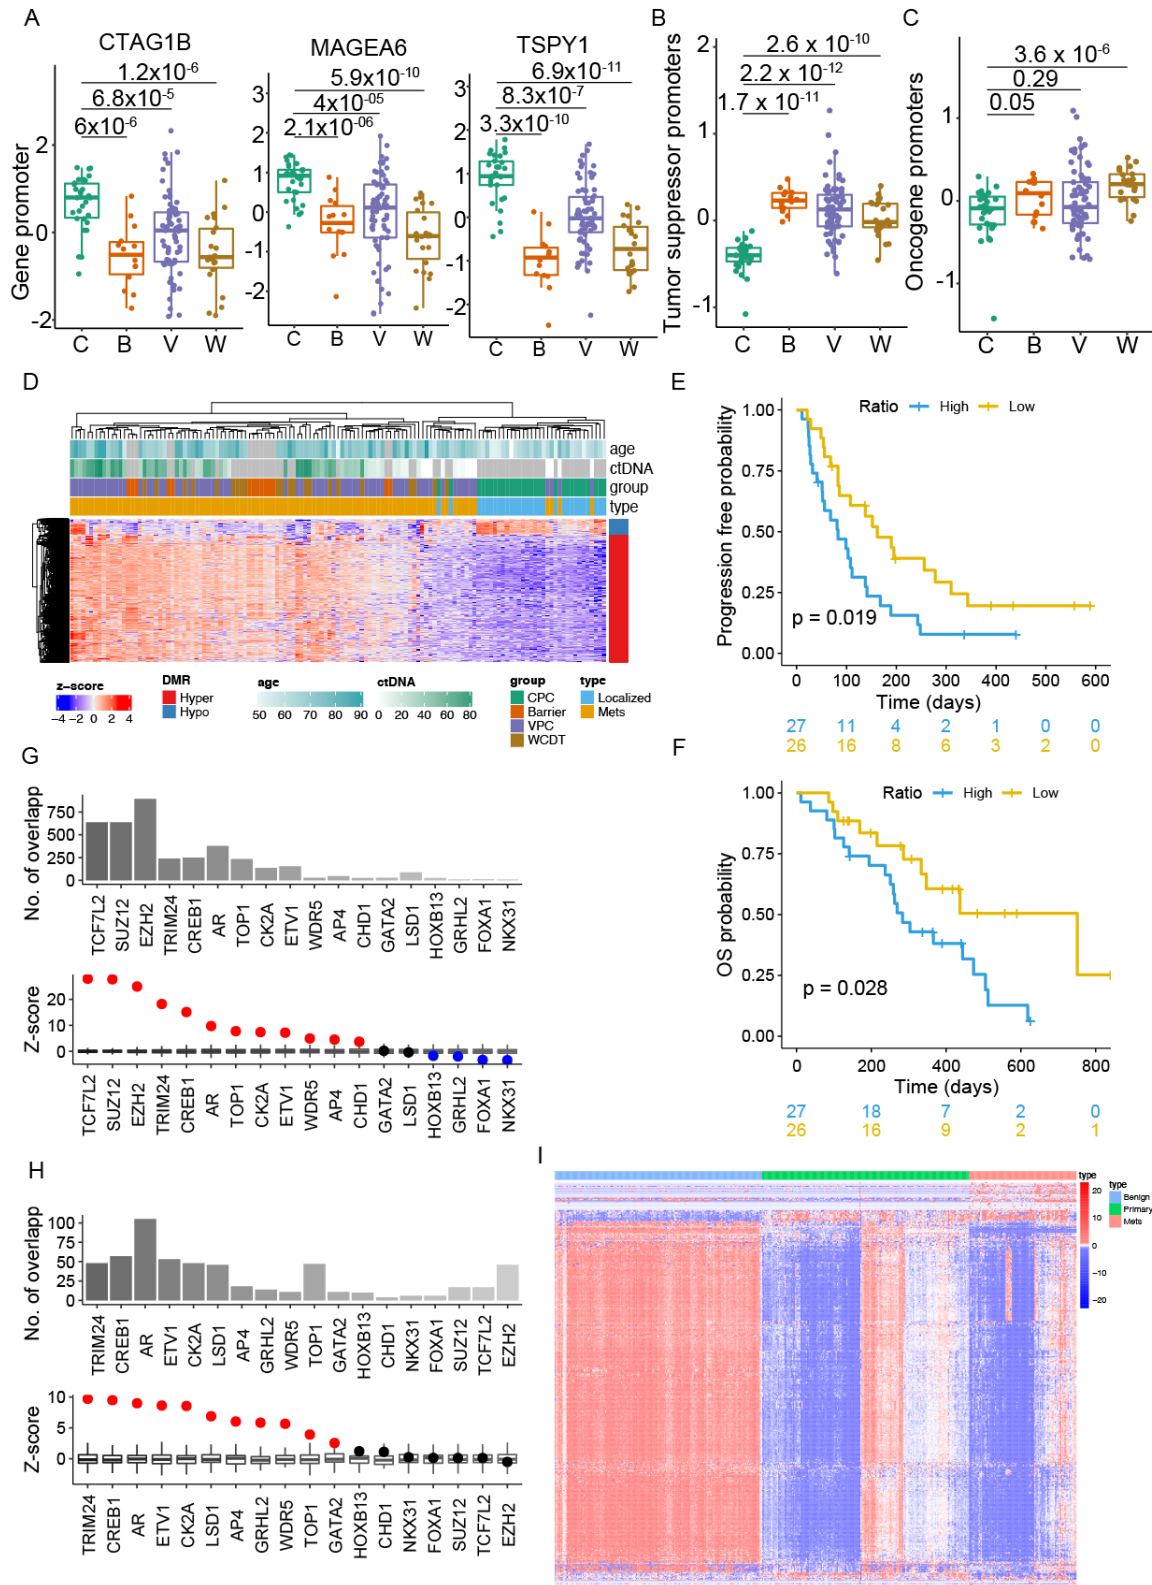 A
CTAG1B
MAGEA6
TSPY1
1.2x10-6
6.8x10-5
6x10-6
5.9x10-10
4x10-05
2.1x10-06
6.9x10-11
8.3x10-7
3.3x10-10
Gene promoter
2
0
-2
C B V W
3
2
1
0
-1
-2
C B V W
3
2
1
0
-1
-2
C B V W
B
Tumor suppressor promoters
2.6 x 10-10
2.2 x 10-12
1.7 x 10-11
2
1
0
-1
C B V W
C
Oncogene promoters
3.6 x 10-6
0.29
0.05
1
0
-1
C B V W
D
age
ctDNA
group
type
z-score
-4 -2 0 2 4
DMR
Hyper
Hypo
age
50 60 70 80 90
ctDNA
0 20 40 60 80
group
CPC
Barrier
VPC
WCDT
type
Localized
Mets
E
Ratio High Low
Progression free probability
1.00
0.75
0.50
0.25
0.00
p = 0.019
0 100 200 300 400 500 600
Time (days)
27 11 4 2 1 0 0
26 16 8 6 3 2 0
F
Ratio High Low
OS probability
1.00
0.75
0.50
0.25
0.00
p = 0.028
0 200 400 600 800
Time (days)
27 18 7 2 0
26 16 9 2 1
G
No. of overlapp
750
500
250
0
TCF7L2 SUZ12 EZH2 TRIM24 CREB1 AR TOP1 CK2A ETV1 WDR5 AP4 CHD1 GATA2 LSD1 HOXB13 GRHL2 FOXA1 NKX31
Z-score
20
10
0
TCF7L2 SUZ12 EZH2 TRIM24 CREB1 AR TOP1 CK2A ETV1 WDR5 AP4 CHD1 GATA2 LSD1 HOXB13 GRHL2 FOXA1 NKX31
H
No. of overlapp
100
75
50
25
0
TRIM24 CREB1 AR ETV1 CK2A LSD1 AP4 GRHL2 WDR5 TOP1 GATA2 HOXB13 CHD1 NKX31 FOXA1 SUZ12 TCF7L2 EZH2
Z-score
10
5
0
TRIM24 CREB1 AR ETV1 CK2A LSD1 AP4 GRHL2 WDR5 TOP1 GATA2 HOXB13 CHD1 NKX31 FOXA1 SUZ12 TCF7L2 EZH2
I
type
20
10
0
-10
-20
type
Benign
Primary
Mets